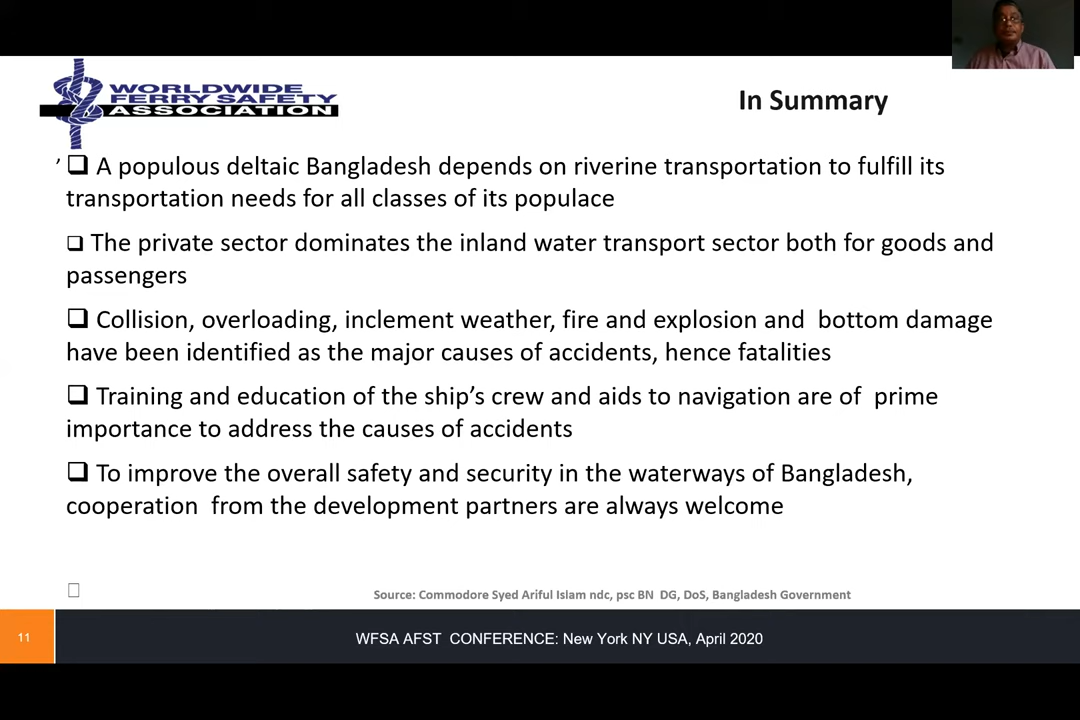 WORLDWIDE
FERRY SAFETY
ASSOCIATION
In Summary
’ ❑ A populous deltaic Bangladesh depends on riverine transportation to fulfill its
transportation needs for all classes of its populace
❑ The private sector dominates the inland water transport sector both for goods and
passengers
❑ Collision, overloading, inclement weather, fire and explosion and  bottom damage
have been identified as the major causes of accidents, hence fatalities
❑ Training and education of the ship’s crew and aids to navigation are of  prime
importance to address the causes of accidents
❑ To improve the overall safety and security in the waterways of Bangladesh,
cooperation  from the development partners are always welcome
Source: Commodore Syed Ariful Islam ndc, psc BN  DG, DoS, Bangladesh Government
11
WFSA AFST  CONFERENCE: New York NY USA, April 2020